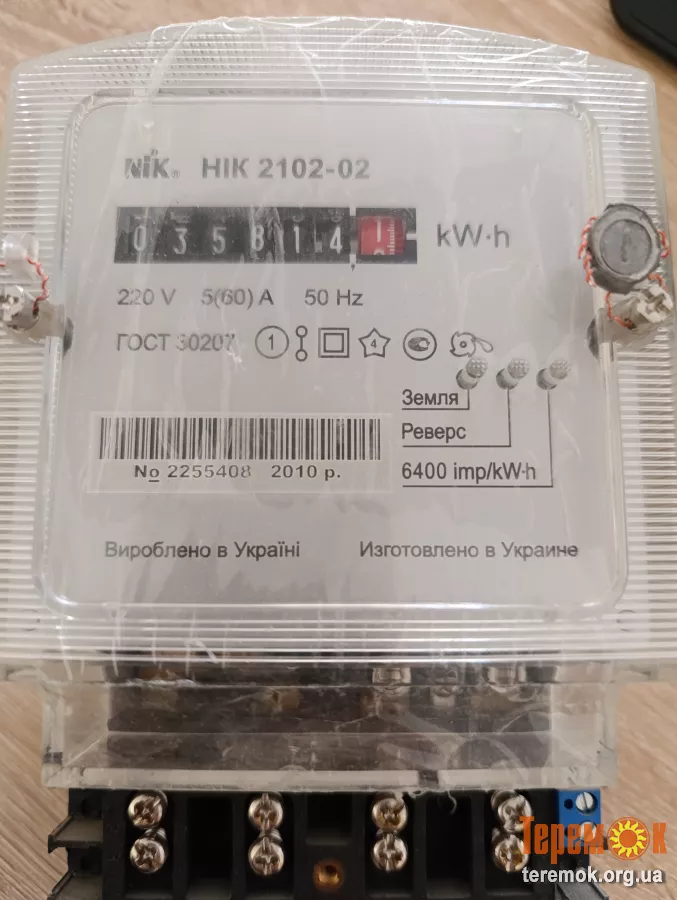 NiK® НІК 2102-02
0 3 5 8 1 4 1 kW·h
220 V 5(60) A 50 Hz
ГОСТ 30207 1 4
Земля
Реверс
6400 imp/kW·h
No 2255408 2010 р.
Вироблено в Україні Изготовлено в Украине
Теремок
teremok.org.ua